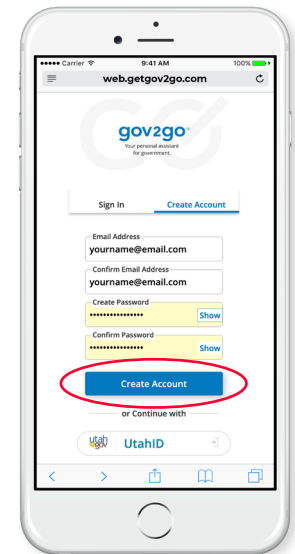 Carrier 9:41 AM 100%
web.getgov2go.com
gov2go
Your personal assistant
for government.
Sign In Create Account
Email Address
yourname@email.com
Confirm Email Address
yourname@email.com
Create Password
•••••••••••••••• Show
Confirm Password
•••••••••••••••• Show
Create Account
or Continue with
utah gov UtahID